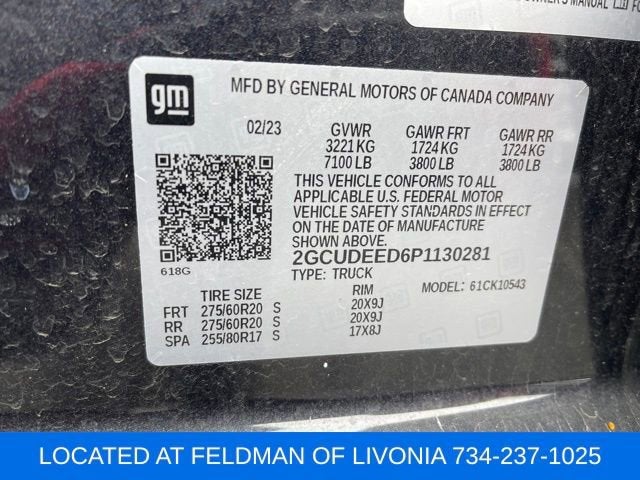 OWNER'S MANUAL
gm
MFD BY GENERAL MOTORS OF CANADA COMPANY
02/23 GVWR GAWR FRT GAWR RR
3221 KG 1724 KG 1724 KG
7100 LB 3800 LB 3800 LB
THIS VEHICLE CONFORMS TO ALL
APPLICABLE U.S. FEDERAL MOTOR
VEHICLE SAFETY STANDARDS IN EFFECT
ON THE DATE OF MANUFACTURE
SHOWN ABOVE.
618G
2GCUDEED6P1130281
TYPE: TRUCK MODEL: 61CK10543
TIRE SIZE RIM
FRT 275/60R20 S 20X9J
RR 275/60R20 S 20X9J
SPA 255/80R17 S 17X8J
LOCATED AT FELDMAN OF LIVONIA 734-237-1025